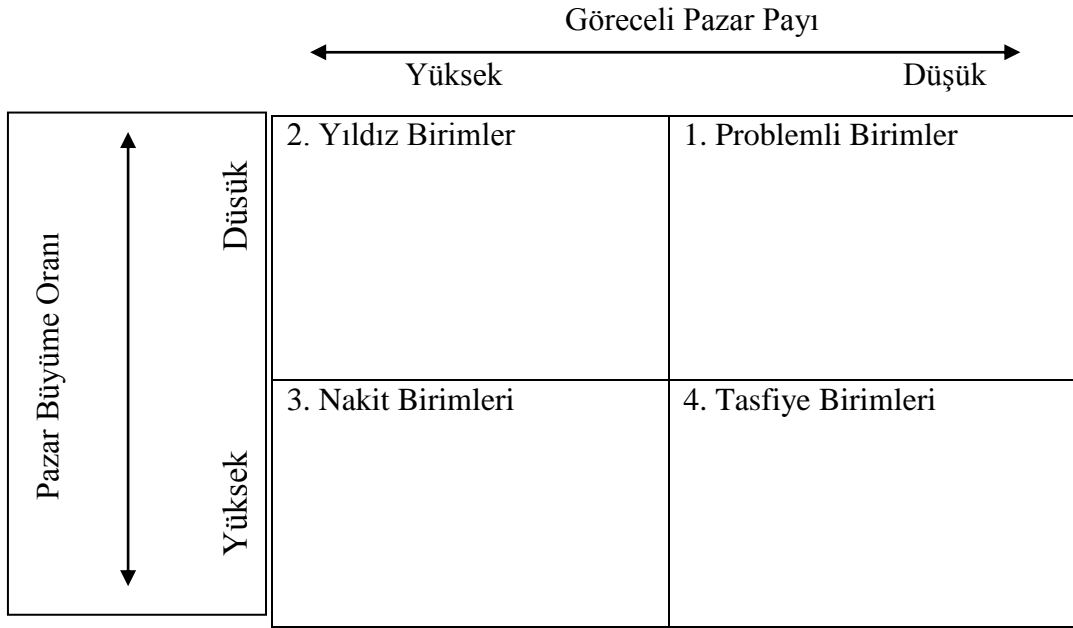 Göreceli Pazar Payı
Yüksek Düşük
Pazar Büyüme Oranı
Düsük
Yüksek
2. Yıldız Birimler
1. Problemli Birimler
3. Nakit Birimleri
4. Tasfiye Birimleri